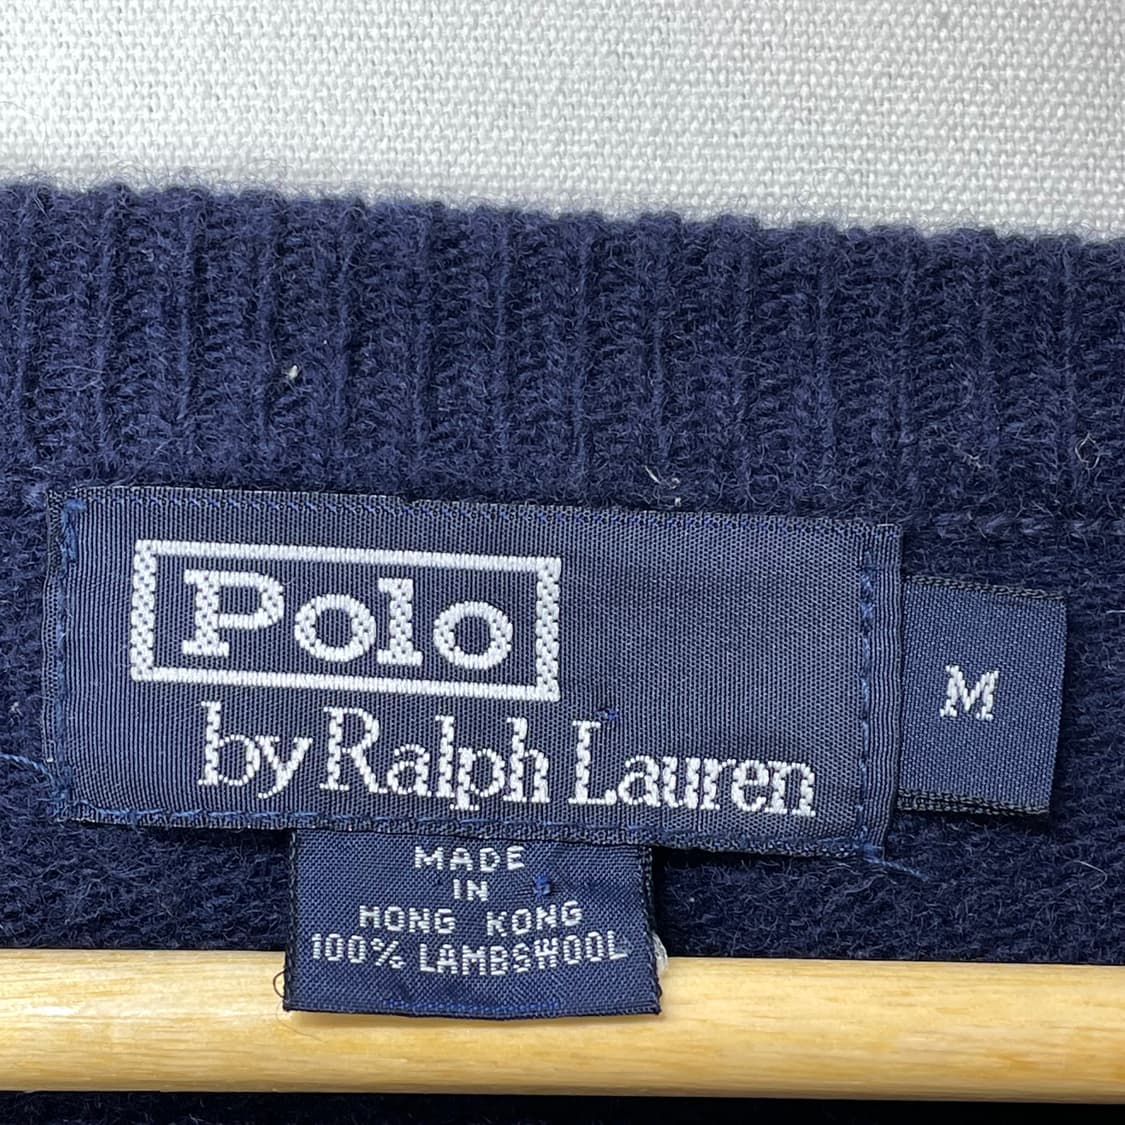 Polo
by Ralph Lauren
M
MADE
IN
HONG KONG
100% LAMBSWOOL